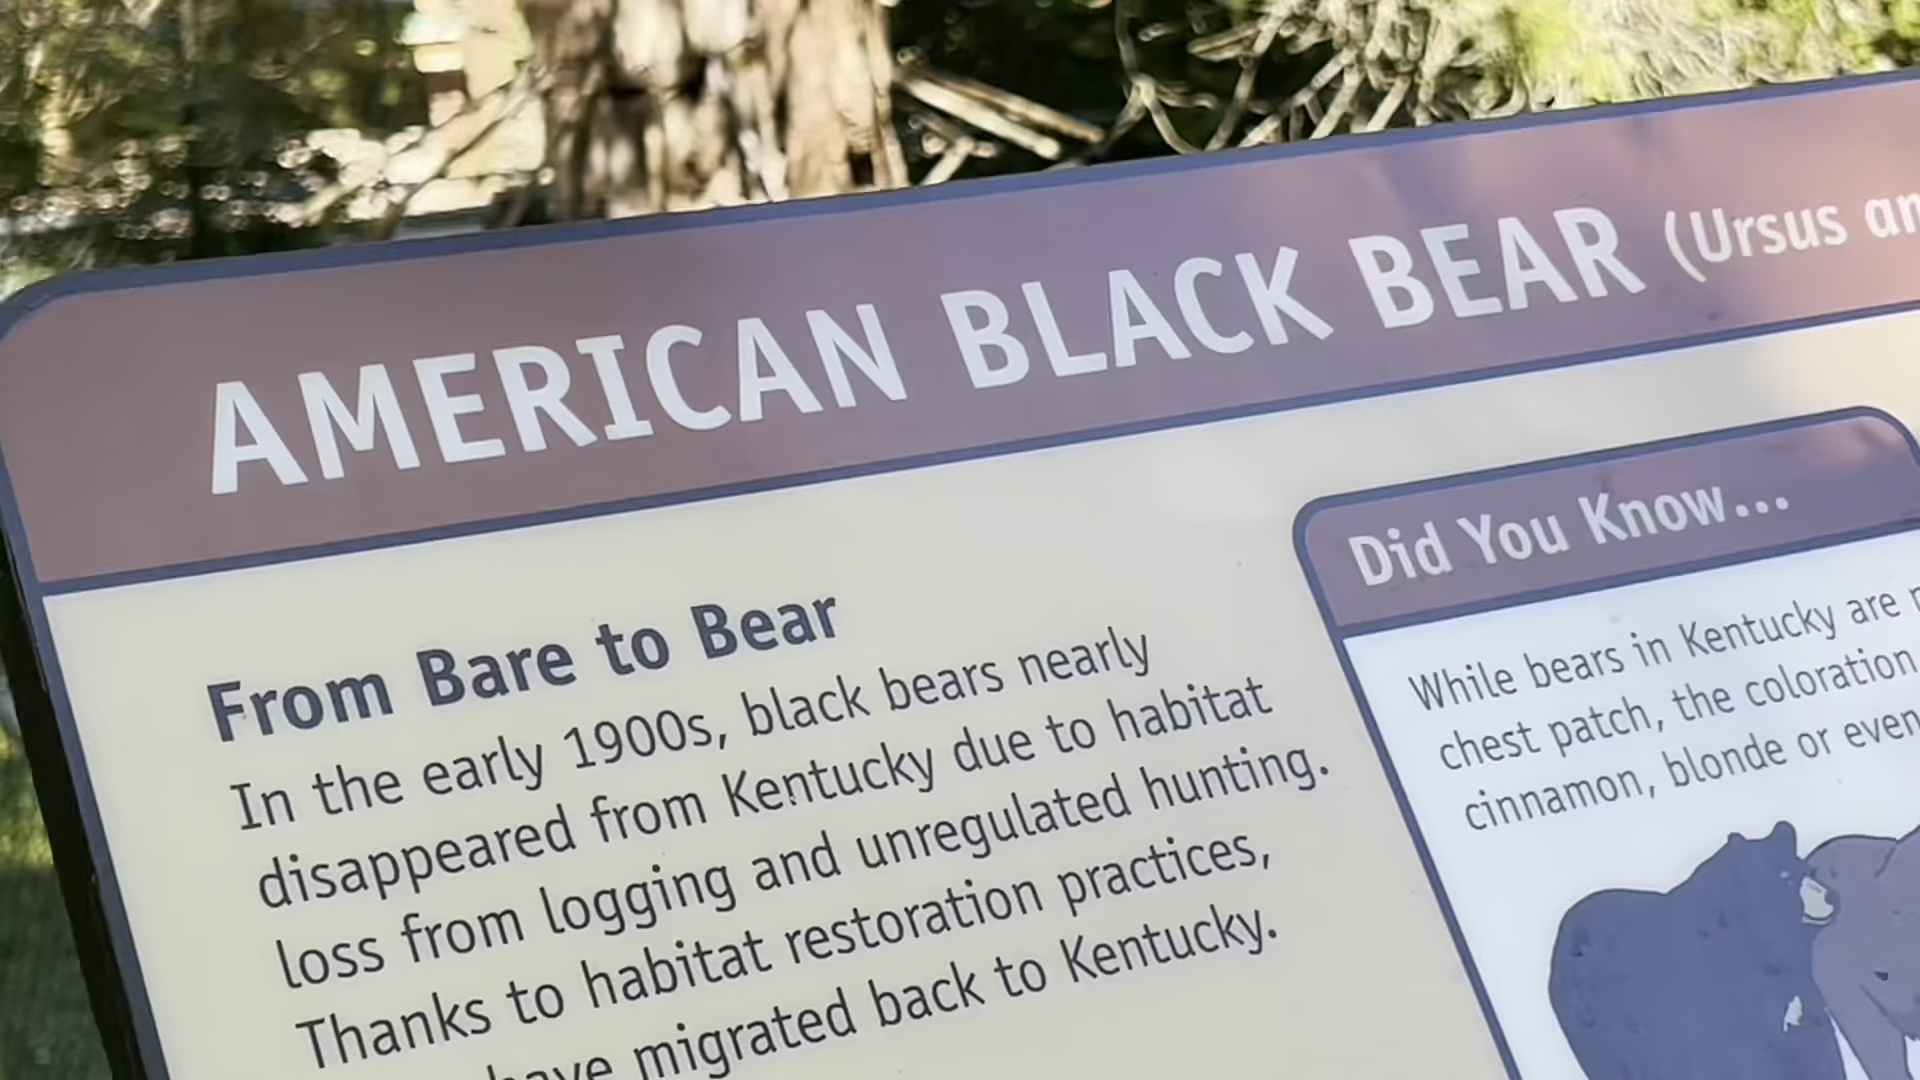 AMERICAN BLACK BEAR (Ursus
From Bare to Bear
In the early 1900s, black bears nearly
disappeared from Kentucky due to habitat
loss from logging and unregulated hunting.
Thanks to habitat restoration practices,
have migrated back to Kentucky.
Did You Know...
While bears in Kentucky are
chest patch, the coloration
cinnamon, blonde or even